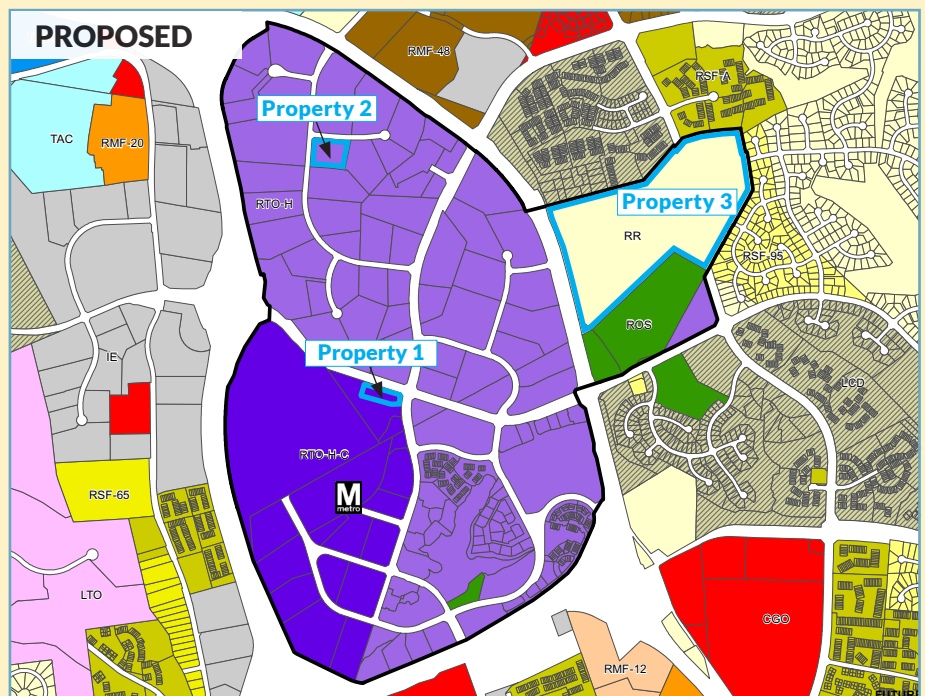 PROPOSED
RMF-48
RSF-A
Property 2
TAC
RMF-20
RTO-H
Property 3
RR
RSF-95
ROS
Property 1
IE
LCD
RTO-H-C
M
metro
RSF-65
LTO
CGO
RMF-12